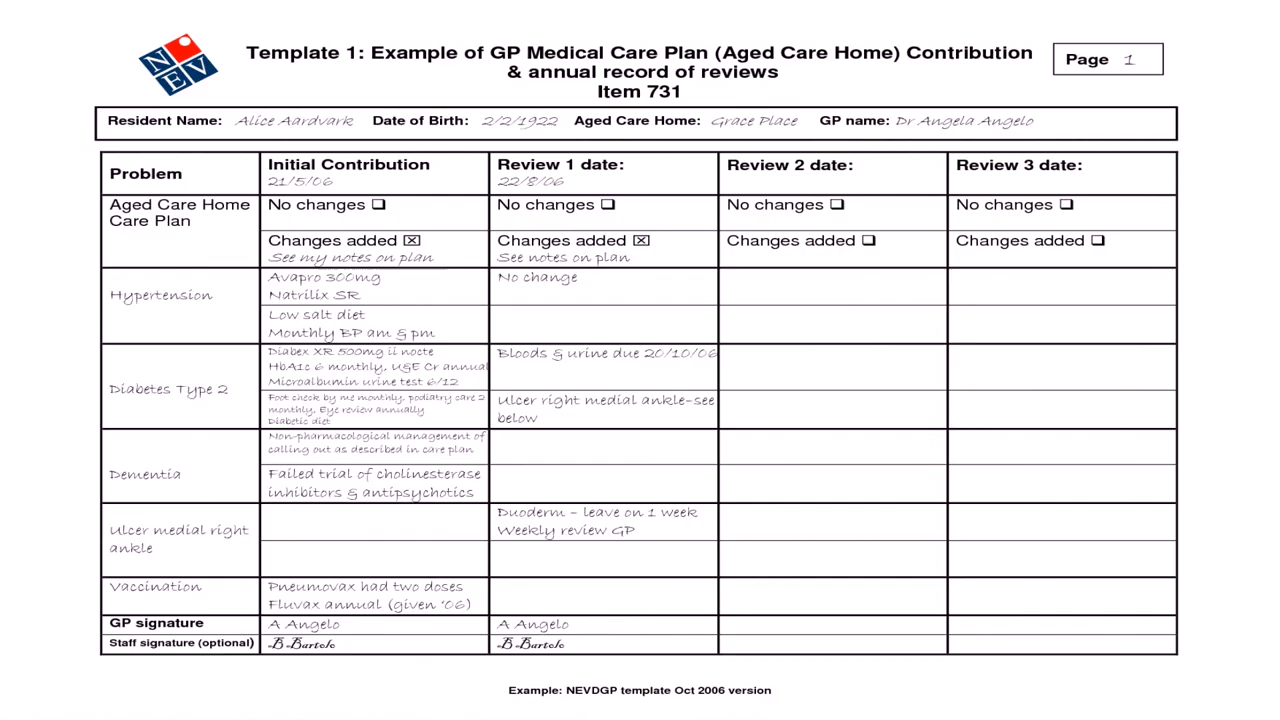 NEV
Template 1: Example of GP Medical Care Plan (Aged Care Home) Contribution
& annual record of reviews
Item 731
Page 1
Resident Name: Alice Aardvark Date of Birth: 2/2/1922 Aged Care Home: Grace Place GP name: Dr Angela Angelo
Problem
Initial Contribution
21/5/06
Review 1 date:
22/8/06
Review 2 date:
Review 3 date:
Aged Care Home
Care Plan
No changes ❑
No changes ❑
No changes ❑
No changes ❑
Changes added ☒
See my notes on plan
Changes added ☒
See notes on plan
Changes added ❑
Changes added ❑
Hypertension
Avapro 300mg
Natrilix SR
No change
Low salt diet
Monthly BP am & pm
Diabetes Type 2
Diabex XR 500mg ii nocte
HbA1c 6 monthly, U&E Cr annual
Microalbumin urine test 6/12
Bloods & urine due 20/10/06
Foot check by me monthly, podiatry care 2
monthly, Eye review annually
Diabetic diet
Ulcer right medial ankle–see
below
Dementia
Non-pharmacological management of
calling out as described in care plan
Failed trial of cholinesterase
inhibitors & antipsychotics
Ulcer medial right
ankle
Duoderm – leave on 1 week
Weekly review GP
Vaccination
Pneumovax had two doses
Fluvax annual (given '06)
GP signature
A Angelo
A Angelo
Staff signature (optional)
B Bartolo
B Bartolo
Example: NEVDGP template Oct 2006 version